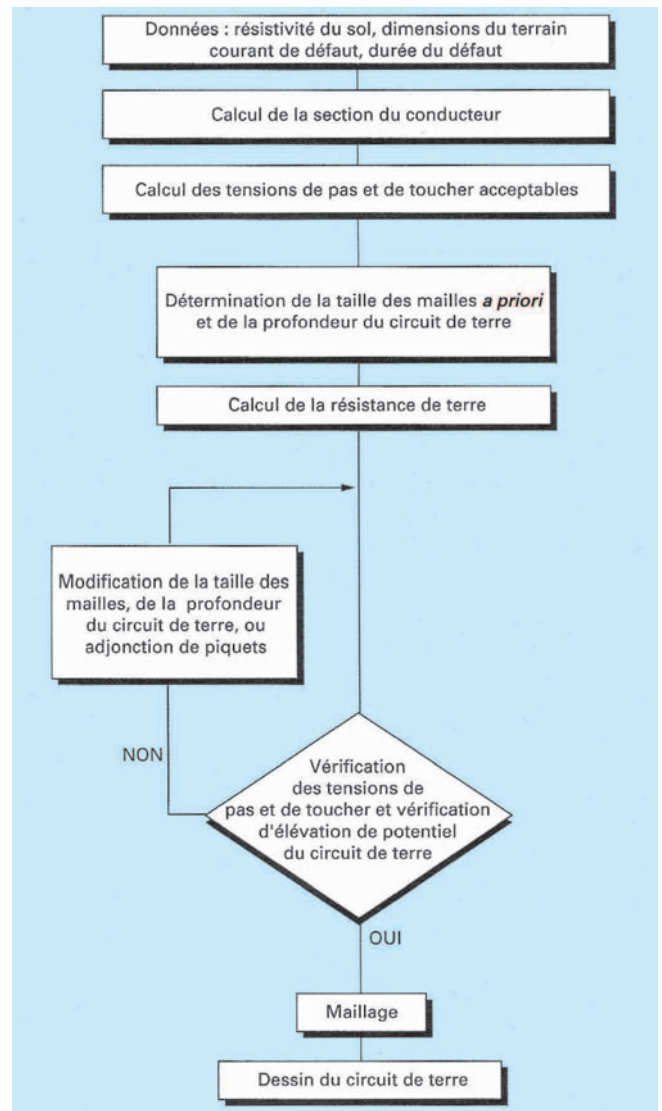 Données : résistivité du sol, dimensions du terrain
courant de défaut, durée du défaut
Calcul de la section du conducteur
Calcul des tensions de pas et de toucher acceptables
Détermination de la taille des mailles a priori
et de la profondeur du circuit de terre
Calcul de la résistance de terre
Modification de la taille des
mailles, de la profondeur
du circuit de terre, ou
adjonction de piquets
NON
Vérification
des tensions de
pas et de toucher et vérification
d'élévation de potentiel
du circuit de terre
OUI
Maillage
Dessin du circuit de terre